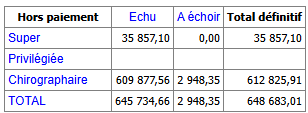 Hors paiement Echu A échoir Total définitif
Super 35 857,10 0,00 35 857,10
Privilégiée
Chirographaire 609 877,56 2 948,35 612 825,91
TOTAL 645 734,66 2 948,35 648 683,01